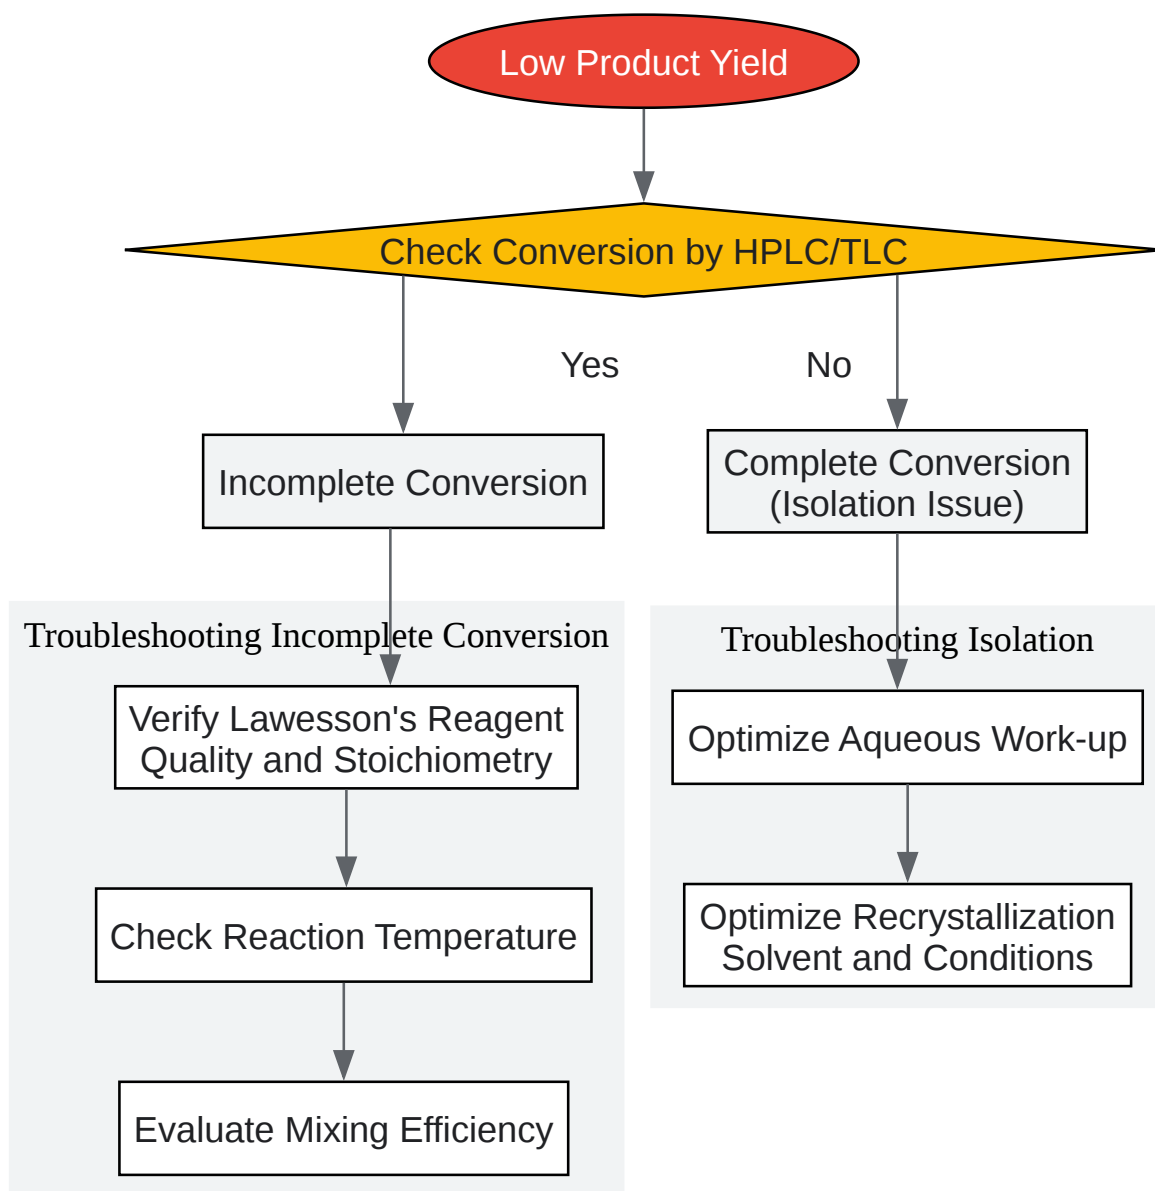 Low Product Yield
Check Conversion by HPLC/TLC
Yes
No
Incomplete Conversion
Complete Conversion
(Isolation Issue)
Troubleshooting Incomplete Conversion
Verify Lawesson's Reagent
Quality and Stoichiometry
Check Reaction Temperature
Evaluate Mixing Efficiency
Troubleshooting Isolation
Optimize Aqueous Work-up
Optimize Recrystallization
Solvent and Conditions